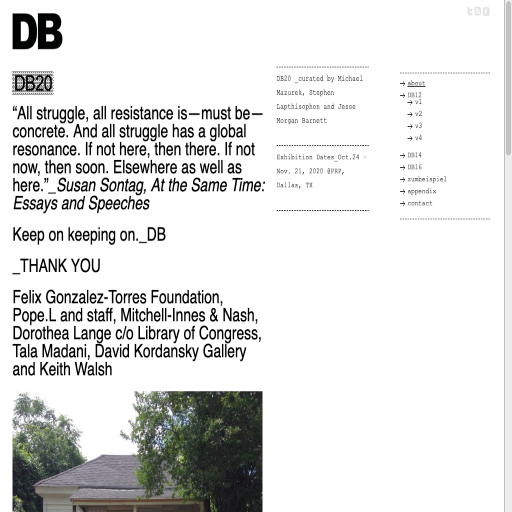 DB
DB20
“All struggle, all resistance is—must be—
concrete. And all struggle has a global
resonance. If not here, then there. If not
now, then soon. Elsewhere as well as
here.”_Susan Sontag, At the Same Time:
Essays and Speeches
Keep on keeping on._DB
_THANK YOU
Felix Gonzalez-Torres Foundation,
Pope.L and staff, Mitchell-Innes & Nash,
Dorothea Lange c/o Library of Congress,
Tala Madani, David Kordansky Gallery
and Keith Walsh
DB20 _curated by Michael
Mazurek, Stephen
Lapthisophon and Jesse
Morgan Barnett
Exhibition Dates_Oct.24 -
Nov. 21, 2020 @PRP,
Dallas, TX
→ about
→ DB12
→ v1
→ v2
→ v3
→ v4
→ DB14
→ DB16
→ zumbeispiel
→ appendix
→ contact